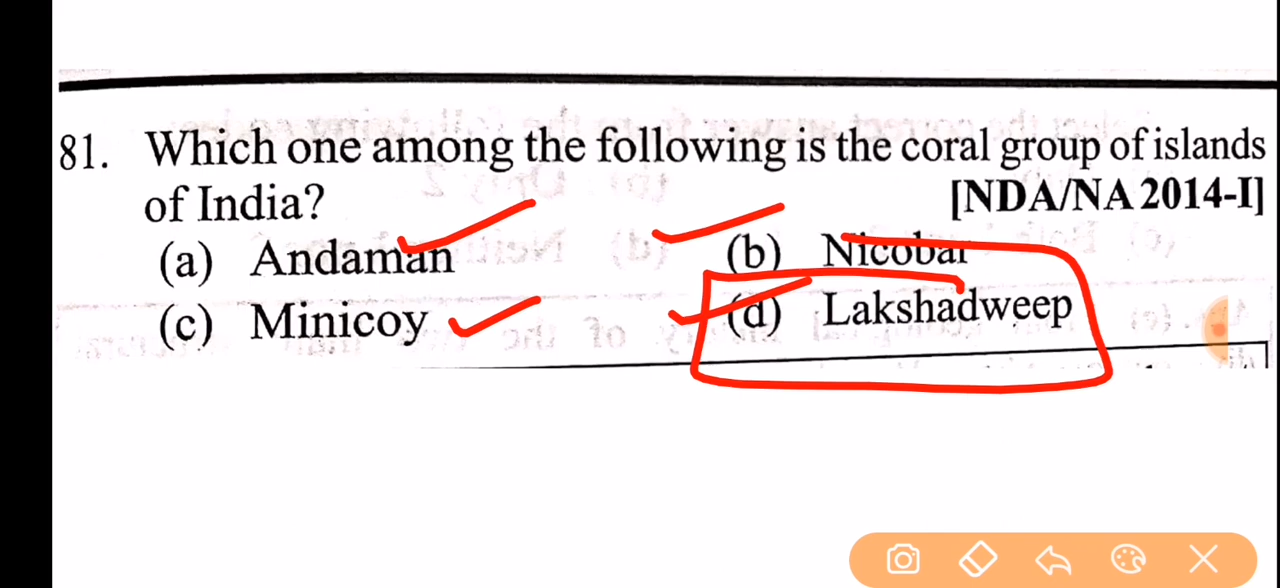 81. Which one among the following is the coral group of islands
of India? [NDA/NA 2014-I]
(a) Andaman (b) Nicobar
(c) Minicoy (d) Lakshadweep